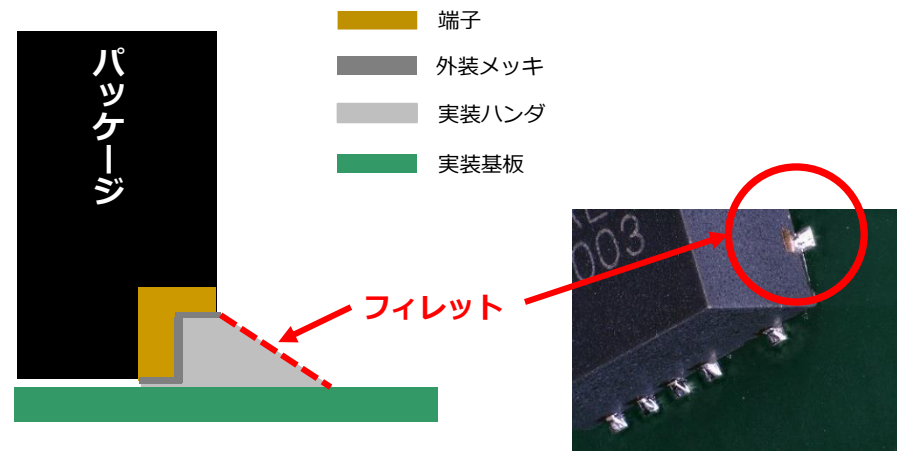 端子
外装メッキ
実装ハンダ
実装基板
パッケージ
フィレット
003